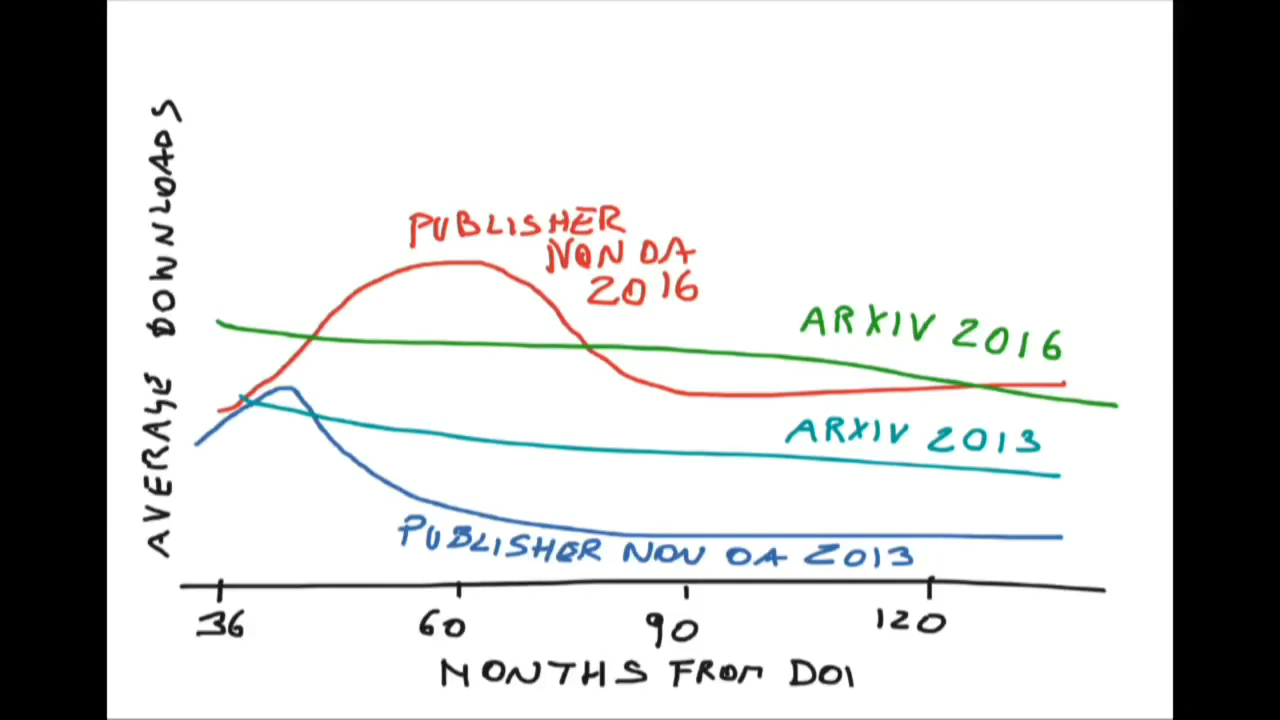 AVERAGE DOWNLOADS
PUBLISHER
NON OA
2016
ARXIV 2016
ARXIV 2013
PUBLISHER NON OA 2013
36 60 90 120
MONTHS FROM DOI